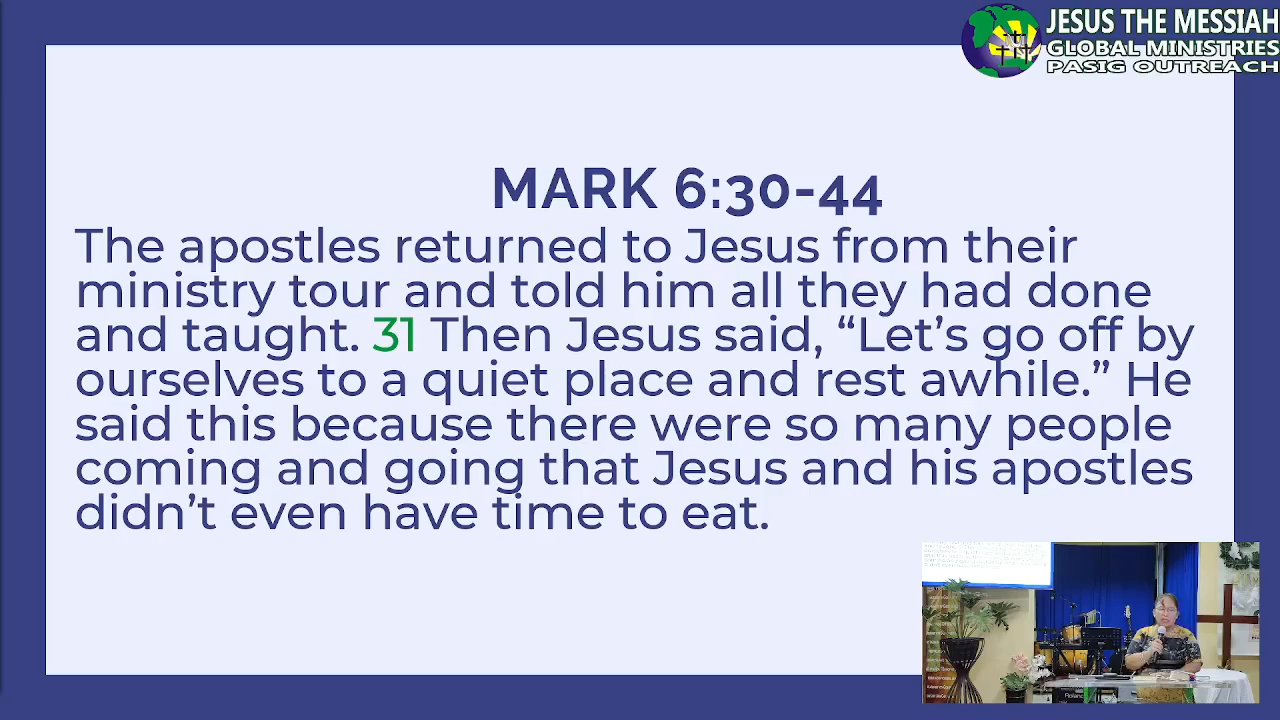 JESUS THE MESSIAH
GLOBAL MINISTRIES
PASIG OUTREACH
MARK 6:30-44
The apostles returned to Jesus from their
ministry tour and told him all they had done
and taught. 31 Then Jesus said, “Let’s go off by
ourselves to a quiet place and rest awhile.” He
said this because there were so many people
coming and going that Jesus and his apostles
didn’t even have time to eat.
Roland